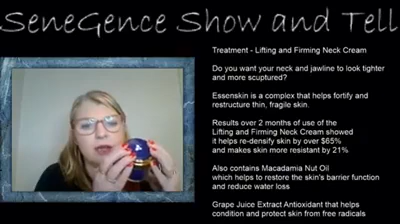 SeneGence Show and Tell
Treatment - Lifting and Firming Neck Cream
Do you want your neck and jawline to look tighter
and more scuptured?
Essenskin is a complex that helps fortify and
restructure thin, fragile skin.
Results over 2 months of use of the
Lifting and Firming Neck Cream showed
it helps re-densify skin by over $65%
and makes skin more resistant by 21%
Also contains Macadamia Nut Oil
which helps to restore the skin's barrier function
and reduce water loss
Grape Juice Extract Antioxidant that helps
condition and protect skin from free radicals